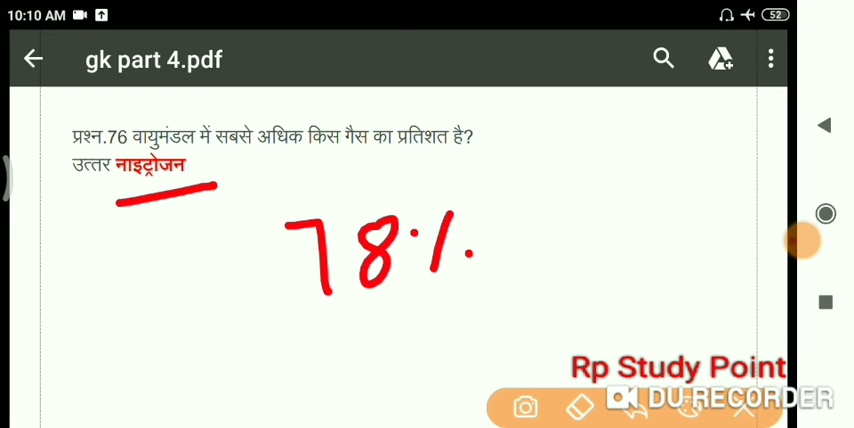 10:10 AM 52
gk part 4.pdf
प्रश्न.76 वायुमंडल में सबसे अधिक किस गैस का प्रतिशत है?
उत्तर नाइट्रोजन
78%
Rp Study Point
DU RECORDER